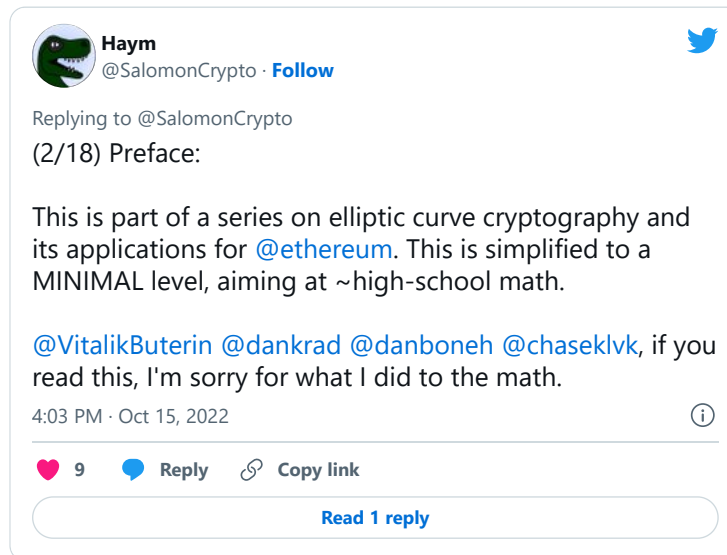 Haym
@SalomonCrypto · Follow
Replying to @SalomonCrypto
(2/18) Preface:
This is part of a series on elliptic curve cryptography and
its applications for @ethereum. This is simplified to a
MINIMAL level, aiming at ~high-school math.
@VitalikButerin @dankrad @danboneh @chaseklvk, if you
read this, I'm sorry for what I did to the math.
4:03 PM · Oct 15, 2022
9 Reply Copy link
Read 1 reply